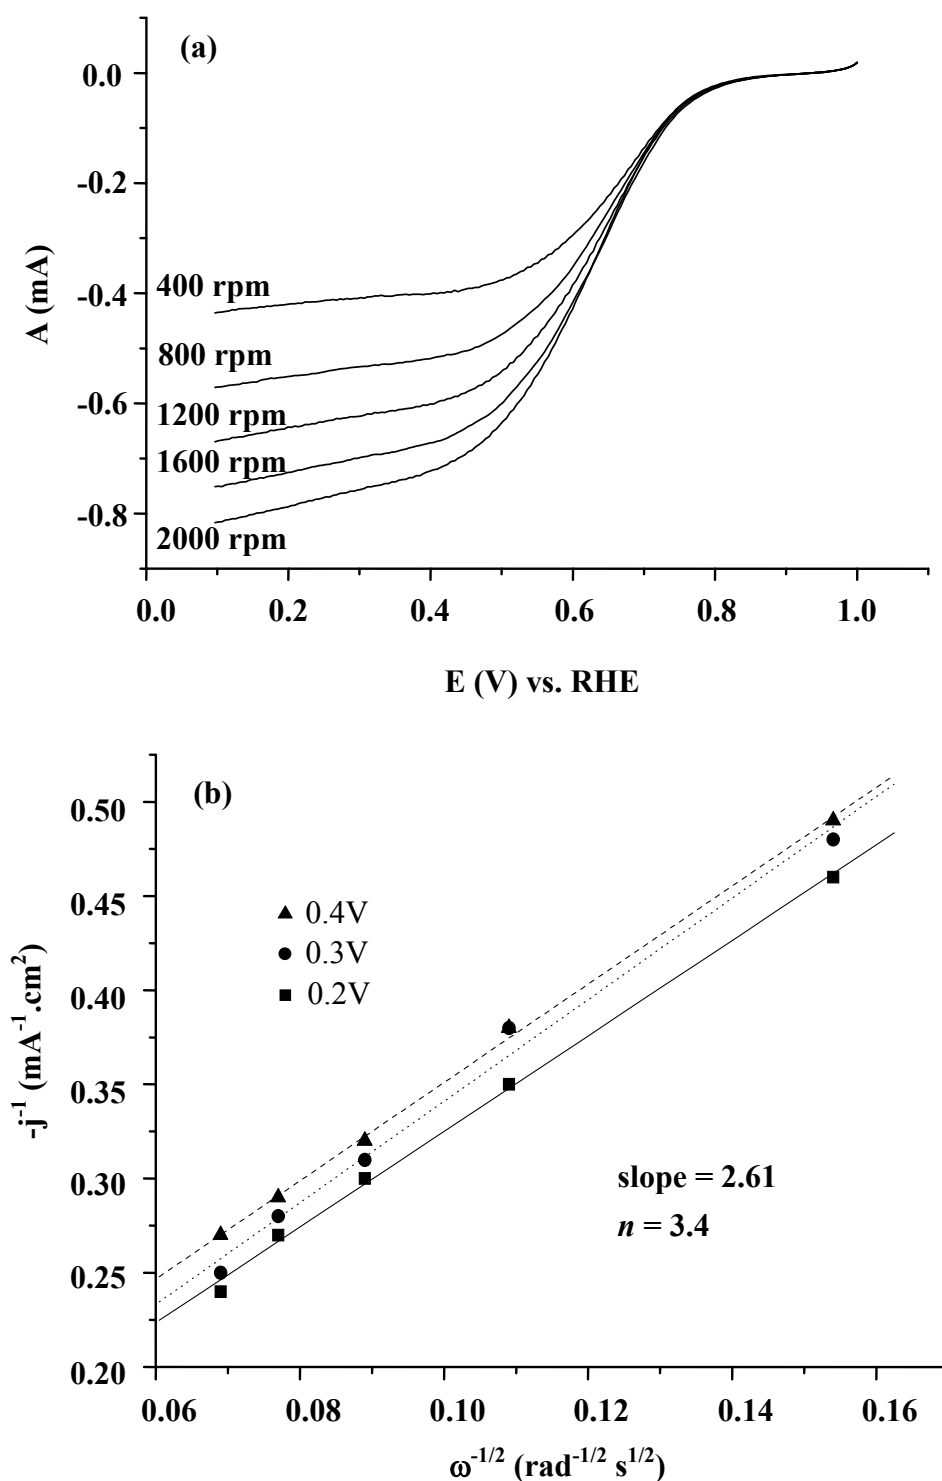 (a)
0.0
-0.2
-0.4
-0.6
-0.8
A (mA)
400 rpm
800 rpm
1200 rpm
1600 rpm
2000 rpm
0.0 0.2 0.4 0.6 0.8 1.0
E (V) vs. RHE
(b)
0.50
0.45
0.40
0.35
0.30
0.25
0.20
-j⁻¹ (mA⁻¹.cm²)
0.4V
0.3V
0.2V
slope = 2.61
n = 3.4
0.06 0.08 0.10 0.12 0.14 0.16
ω⁻¹/² (rad⁻¹/² s¹/²)